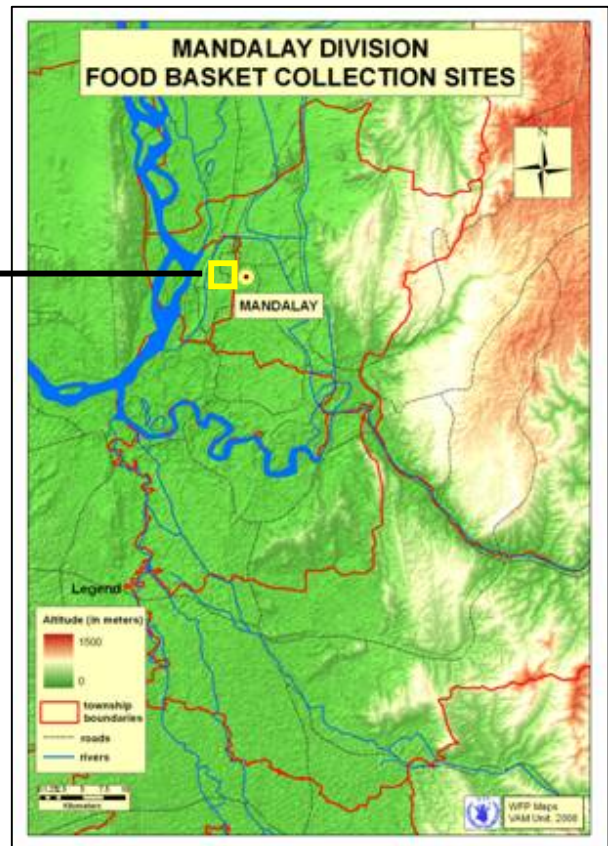 MANDALAY DIVISION
FOOD BASKET COLLECTION SITES
N
MANDALAY
Legend
Altitude (in meters)
1500
0
township
boundaries
roads
rivers
Kilometers
WFP Maps
VAM Unit, 2008